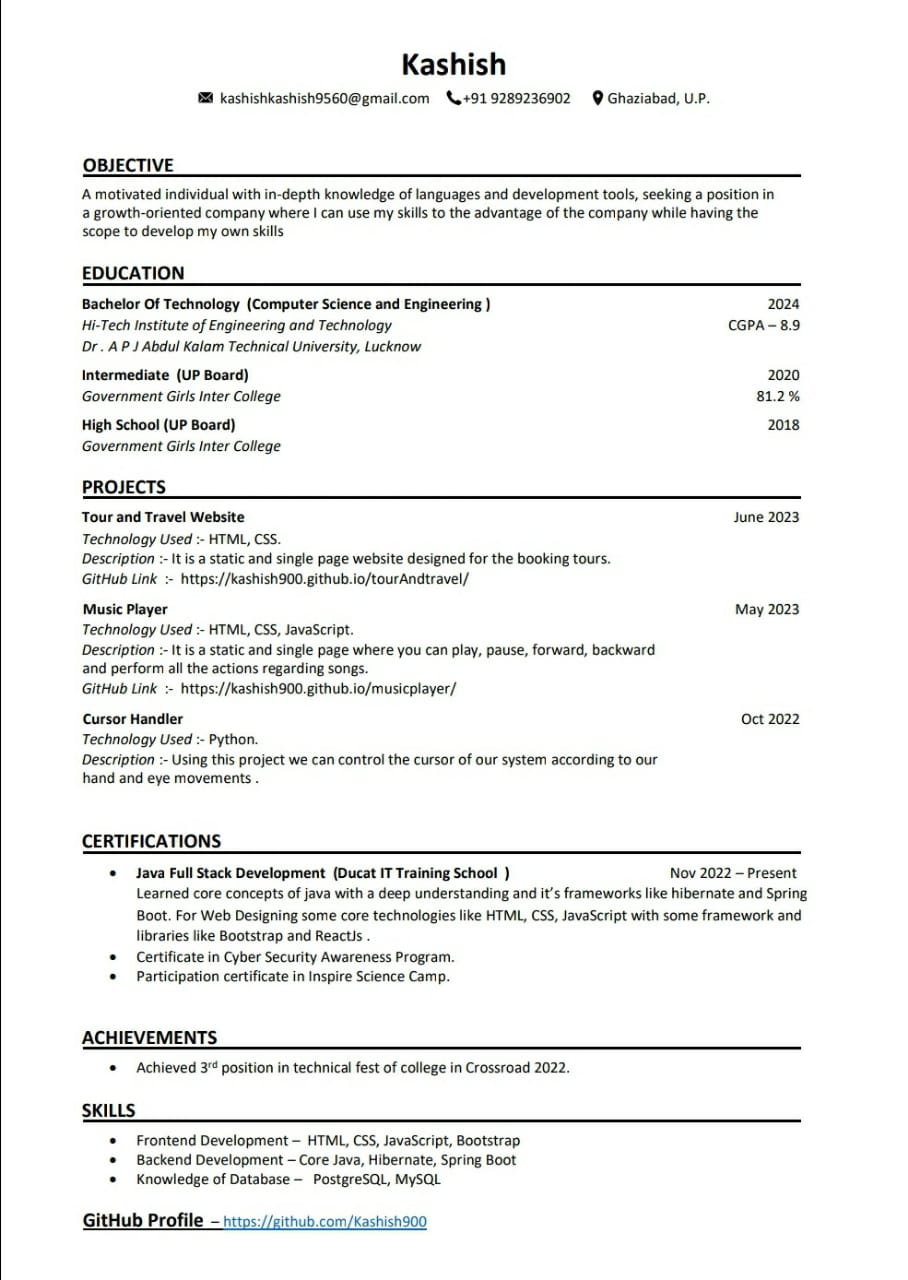 Kashish
kashishkashish9560@gmail.com +91 9289236902 Ghaziabad, U.P.
OBJECTIVE
A motivated individual with in-depth knowledge of languages and development tools, seeking a position in
a growth-oriented company where I can use my skills to the advantage of the company while having the
scope to develop my own skills
EDUCATION
Bachelor Of Technology (Computer Science and Engineering ) 2024
Hi-Tech Institute of Engineering and Technology CGPA – 8.9
Dr . A P J Abdul Kalam Technical University, Lucknow
Intermediate (UP Board) 2020
Government Girls Inter College 81.2 %
High School (UP Board) 2018
Government Girls Inter College
PROJECTS
Tour and Travel Website June 2023
Technology Used :- HTML, CSS.
Description :- It is a static and single page website designed for the booking tours.
GitHub Link :- https://kashish900.github.io/tourAndtravel/
Music Player May 2023
Technology Used :- HTML, CSS, JavaScript.
Description :- It is a static and single page where you can play, pause, forward, backward
and perform all the actions regarding songs.
GitHub Link :- https://kashish900.github.io/musicplayer/
Cursor Handler Oct 2022
Technology Used :- Python.
Description :- Using this project we can control the cursor of our system according to our
hand and eye movements .
CERTIFICATIONS
• Java Full Stack Development (Ducat IT Training School ) Nov 2022 – Present
Learned core concepts of java with a deep understanding and it’s frameworks like hibernate and Spring
Boot. For Web Designing some core technologies like HTML, CSS, JavaScript with some framework and
libraries like Bootstrap and ReactJs .
• Certificate in Cyber Security Awareness Program.
• Participation certificate in Inspire Science Camp.
ACHIEVEMENTS
• Achieved 3rd position in technical fest of college in Crossroad 2022.
SKILLS
• Frontend Development – HTML, CSS, JavaScript, Bootstrap
• Backend Development – Core Java, Hibernate, Spring Boot
• Knowledge of Database – PostgreSQL, MySQL
GitHub Profile – https://github.com/Kashish900